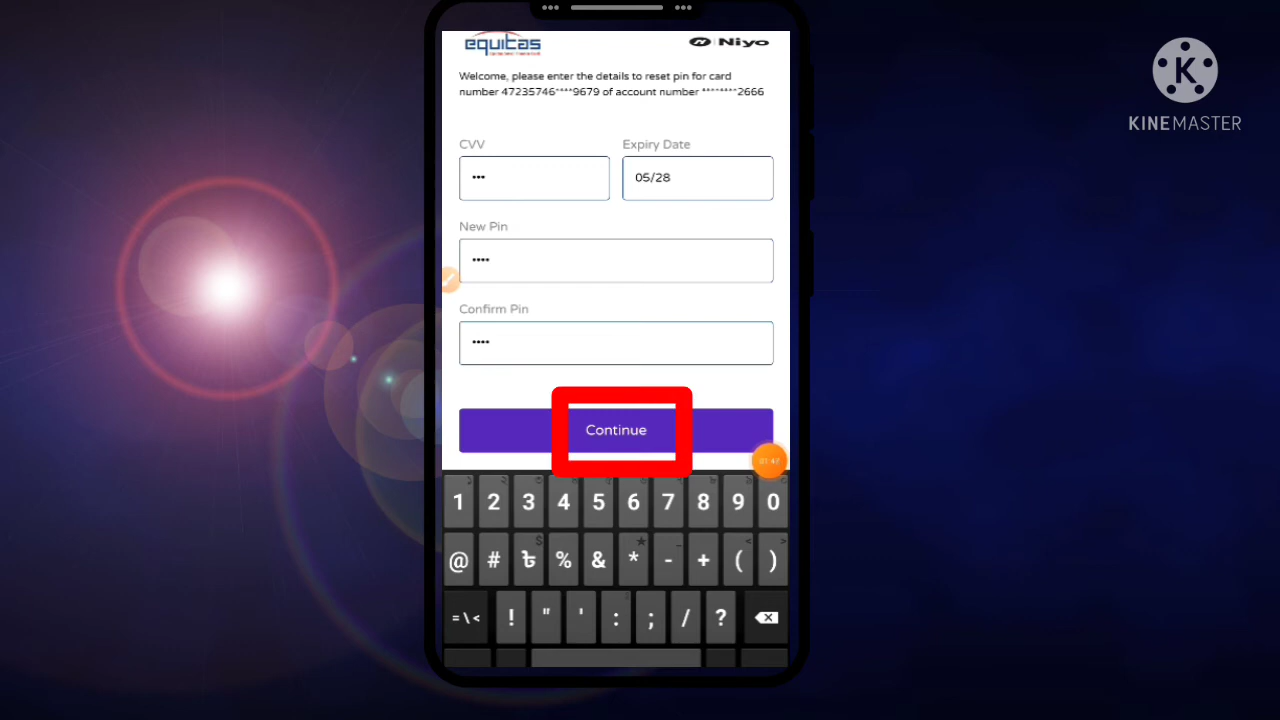 equitas
Niyo
Welcome, please enter the details to reset pin for card
number 47235746****9679 of account number ********2666
CVV
Expiry Date
•••
05/28
New Pin
••••
Confirm Pin
••••
Continue
01:42
1 2 3 4 5 6 7 8 9 0
@ # ৳ % & * - + ( )
= \ < ! " ' : ; / ?
K
KINEMASTER